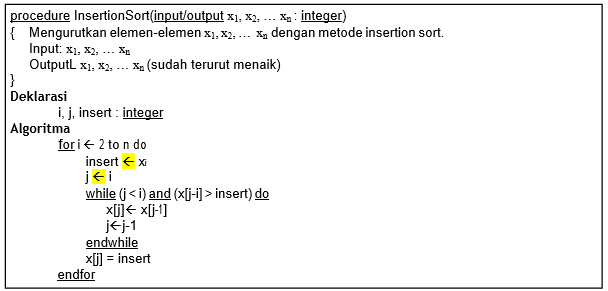 procedure InsertionSort(input/output x1, x2, … xn : integer)
{ Mengurutkan elemen-elemen x1, x2, … xn dengan metode insertion sort.
Input: x1, x2, … xn
OutputL x1, x2, … xn (sudah terurut menaik)
}
Deklarasi
i, j, insert : integer
Algoritma
for i ← 2 to n do
insert ← xi
j ← i
while (j < i) and (x[j-i] > insert) do
x[j]← x[j-1]
j←j-1
endwhile
x[j] = insert
endfor